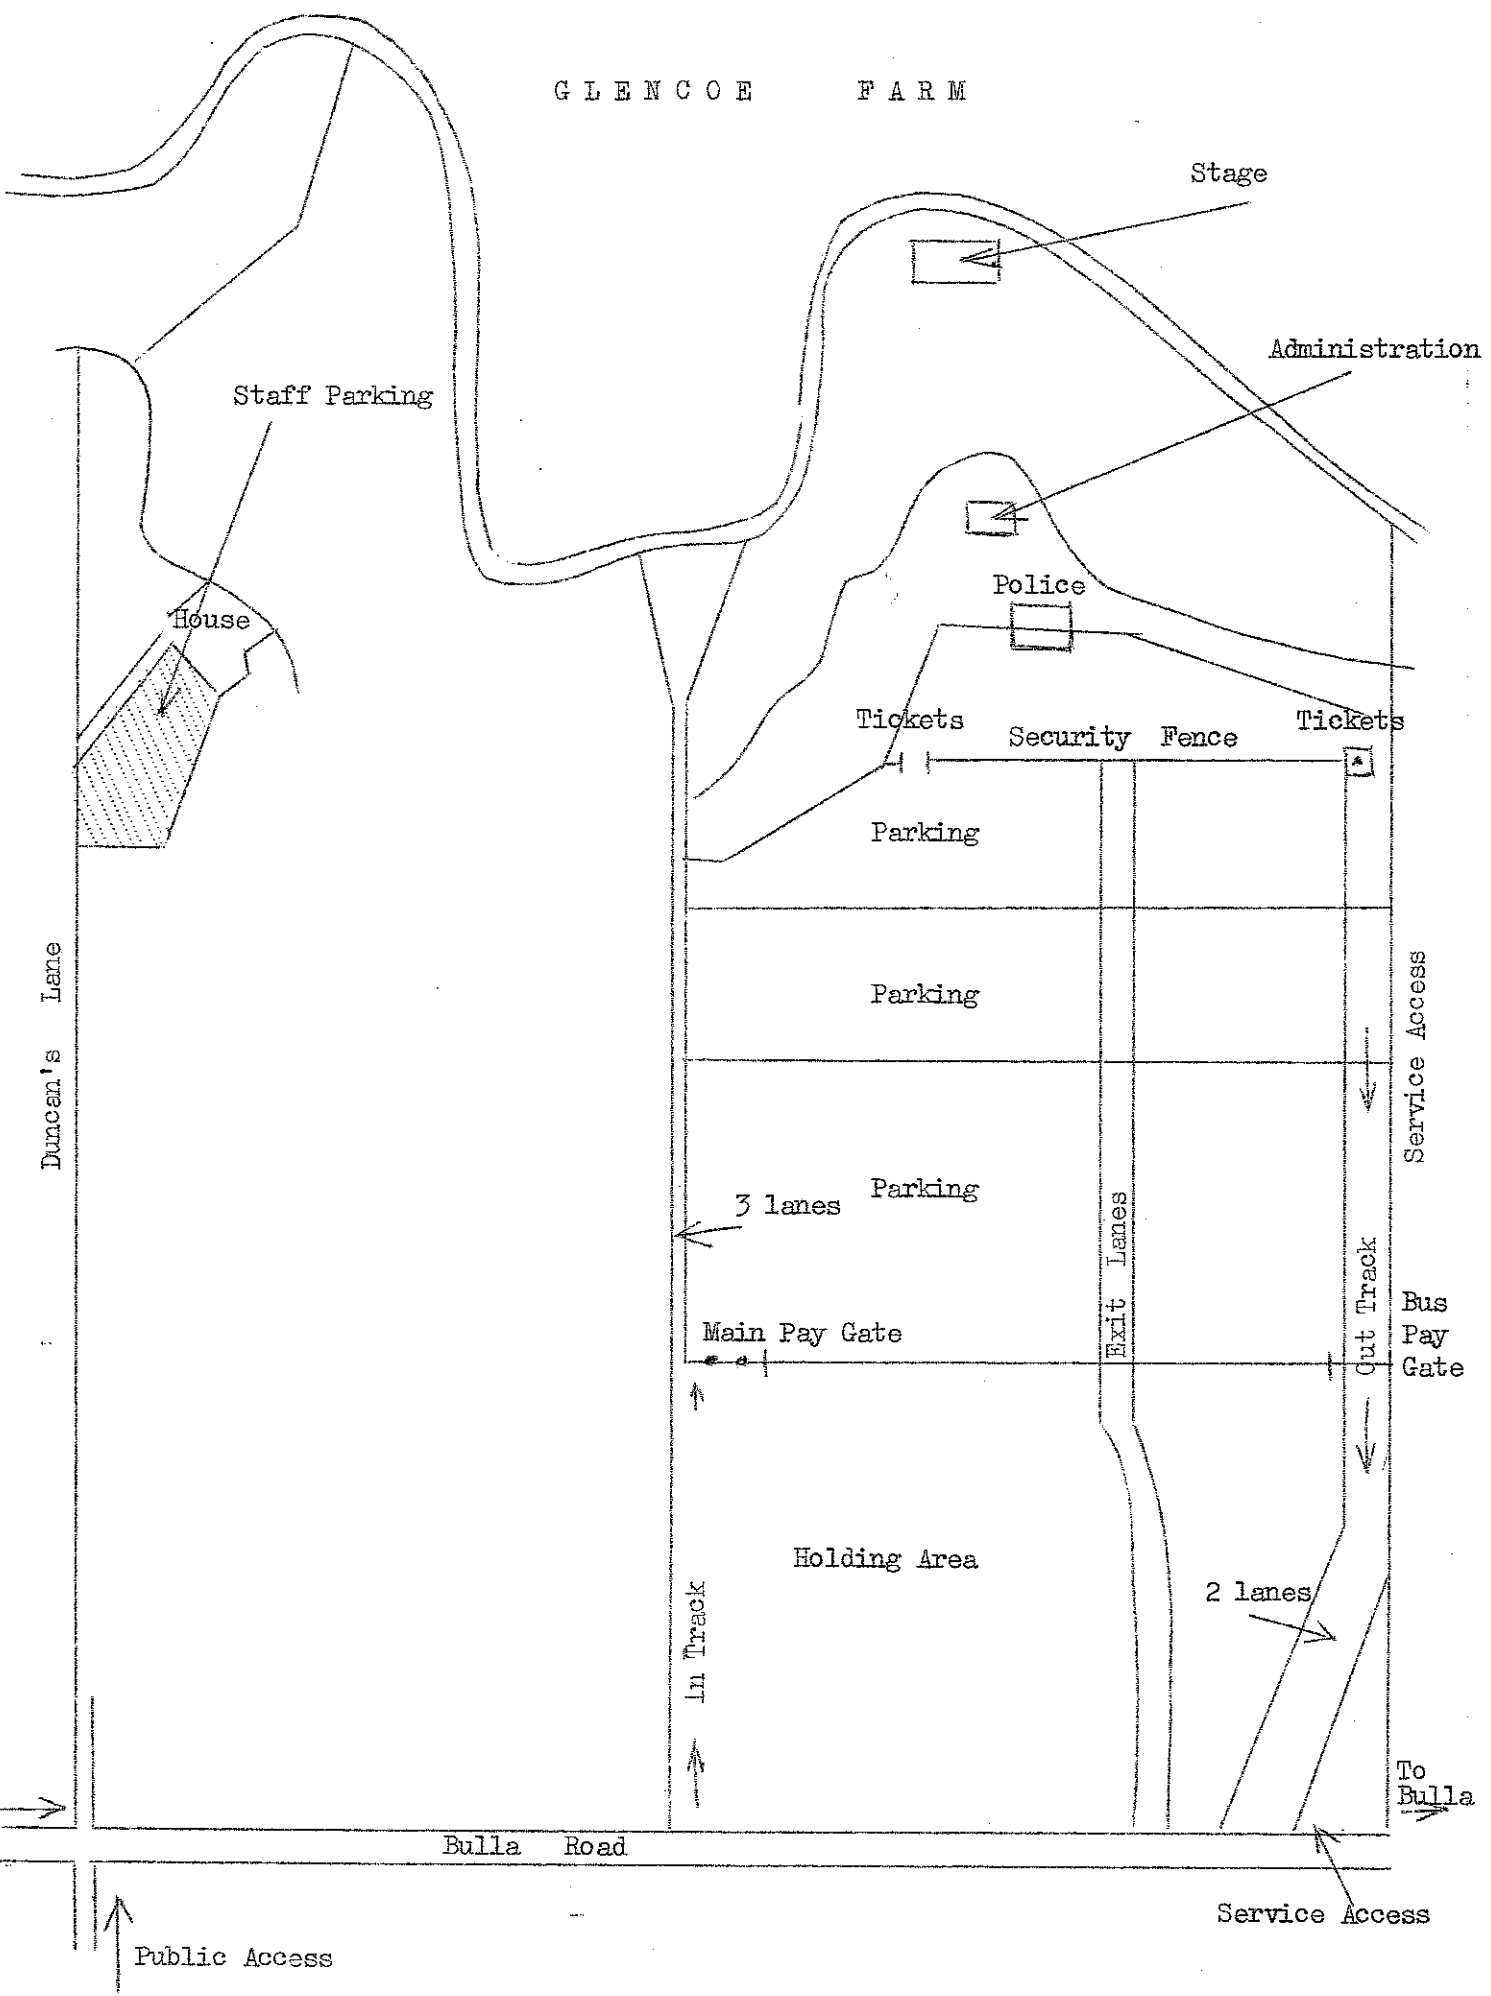 GLENCOE FARM
Stage
Administration
Staff Parking
Police
House
Tickets
Security Fence
Tickets
Parking
Parking
Duncan's Lane
Service Access
Parking
3 lanes
Exit Lanes
Out Track
Bus
Pay
Gate
Main Pay Gate
Holding Area
2 lanes
In Track
To
Bulla
Bulla Road
Service Access
Public Access